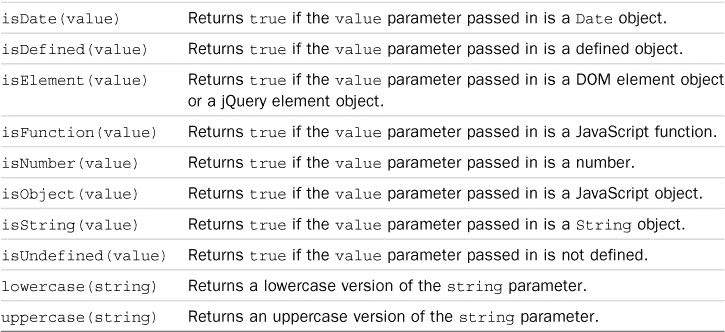 isDate(value) Returns true if the value parameter passed in is a Date object.
isDefined(value) Returns true if the value parameter passed in is a defined object.
isElement(value) Returns true if the value parameter passed in is a DOM element object
or a jQuery element object.
isFunction(value) Returns true if the value parameter passed in is a JavaScript function.
isNumber(value) Returns true if the value parameter passed in is a number.
isObject(value) Returns true if the value parameter passed in is a JavaScript object.
isString(value) Returns true if the value parameter passed in is a String object.
isUndefined(value) Returns true if the value parameter passed in is not defined.
lowercase(string) Returns a lowercase version of the string parameter.
uppercase(string) Returns an uppercase version of the string parameter.